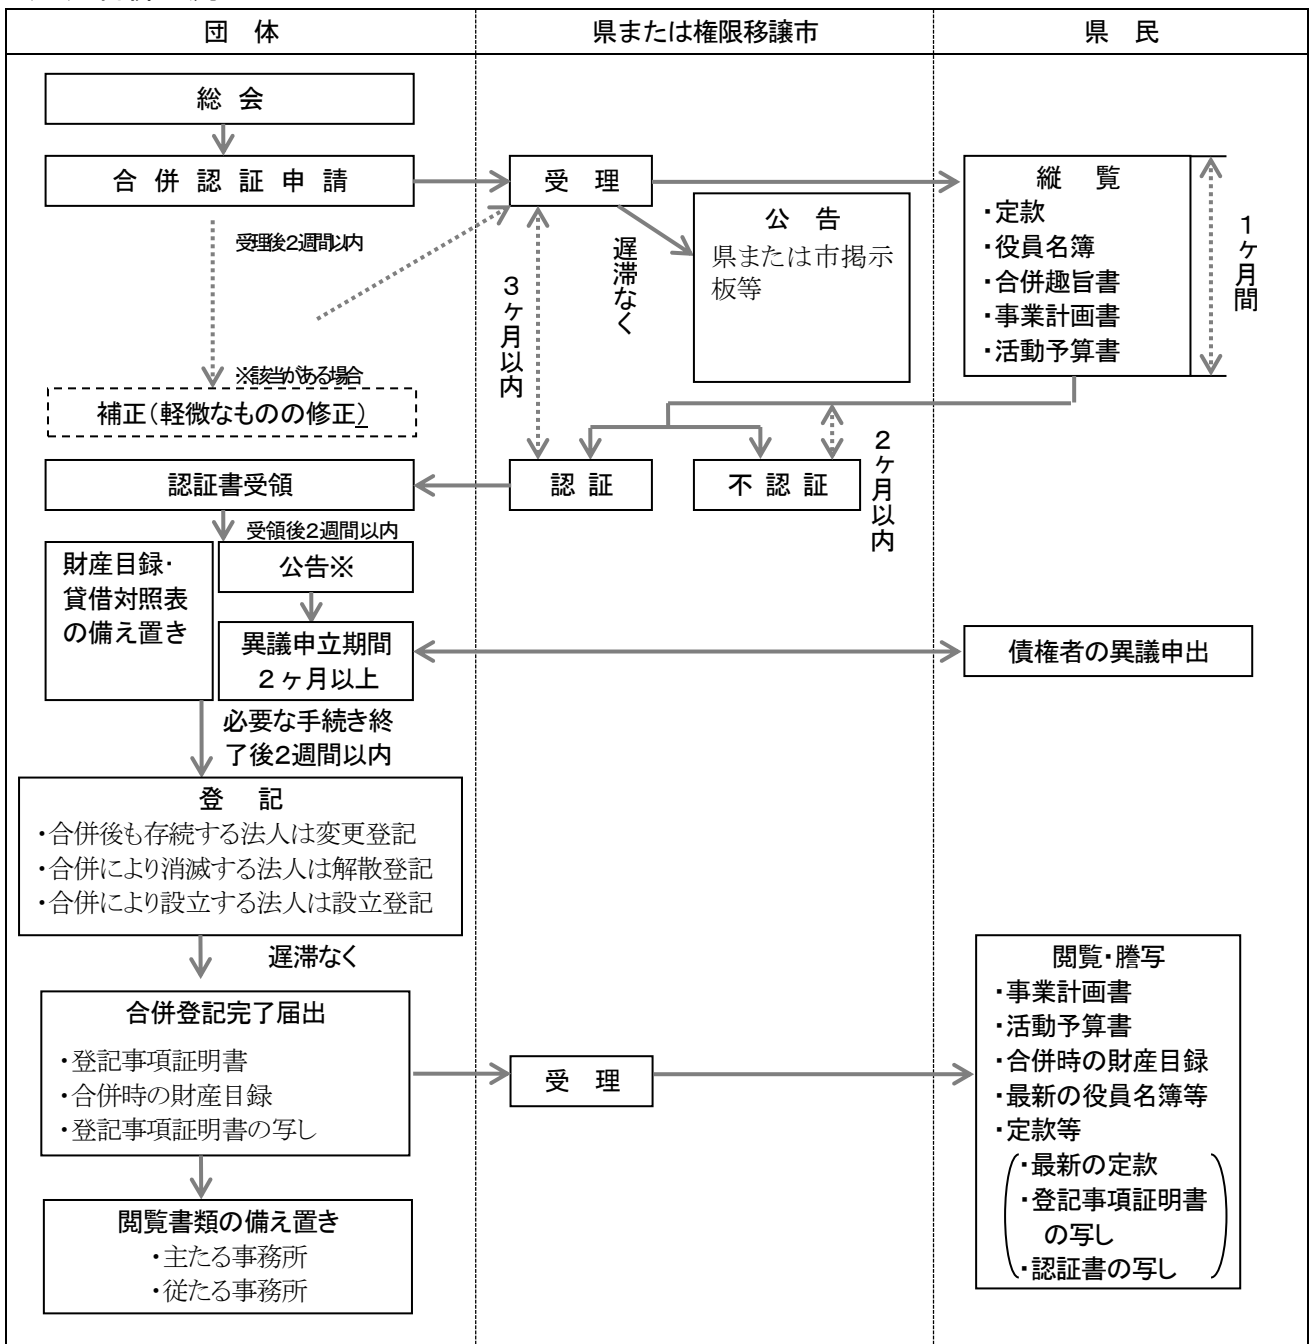 団　体
県または権限移譲市
県　民
総 会
合 併 認 証 申 請
受　理
縦　覧
・定款
・役員名簿
・合併趣旨書
・事業計画書
・活動予算書
1ヶ月間
公　告
県または市掲示
板等
遅滞なく
受理後2週間以内
3ヶ月以内
※該当がある場合
補正(軽微なものの修正)
認証書受領
認 証
不 認 証
2ヶ月以内
受領後2週間以内
財産目録・
貸借対照表
の備え置き
公告※
異議申立期間
2ヶ月以上
債権者の異議申出
必要な手続き終
了後2週間以内
登　記
・合併後も存続する法人は変更登記
・合併により消滅する法人は解散登記
・合併により設立する法人は設立登記
遅滞なく
合併登記完了届出
・登記事項証明書
・合併時の財産目録
・登記事項証明書の写し
受　理
閲覧・謄写
・事業計画書
・活動予算書
・合併時の財産目録
・最新の役員名簿等
・定款等
・最新の定款
・登記事項証明書
の写し
・認証書の写し
閲覧書類の備え置き
・主たる事務所
・従たる事務所